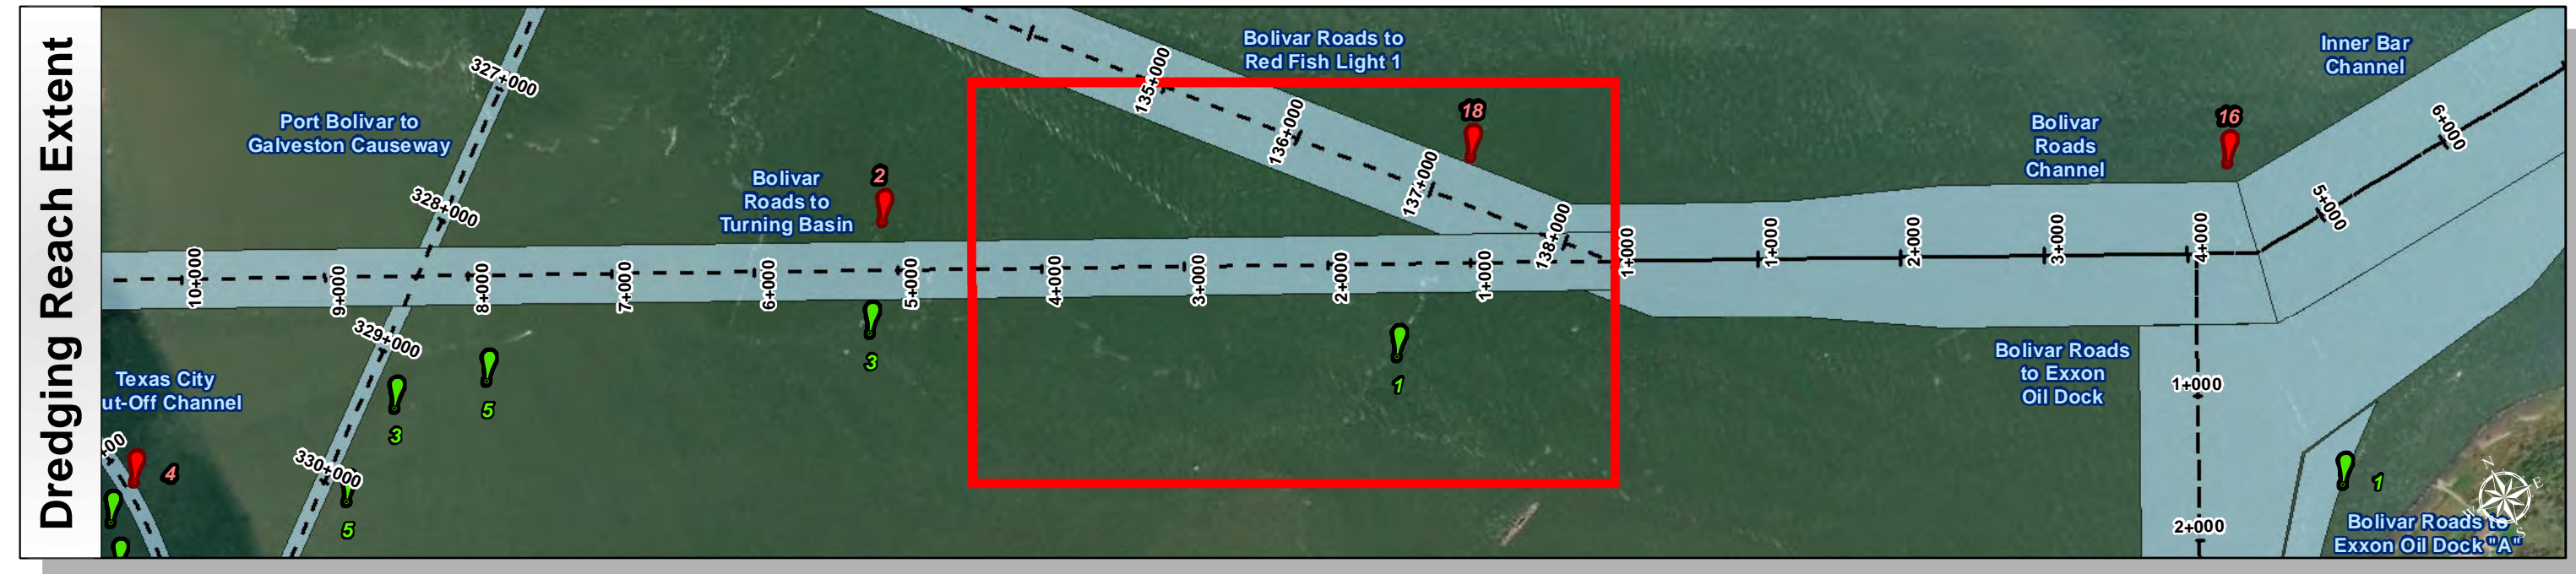 Dredging Reach Extent
327+000
Port Bolivar to
Galveston Causeway
328+000
329+000
330+000
Texas City
ut-Off Channel
+00
4
3
5
5
Bolivar
Roads to
Turning Basin
2
3
10+000
9+000
8+000
7+000
6+000
5+000
4+000
3+000
2+000
1+000
Bolivar Roads to
Red Fish Light 1
135+000
136+000
137+000
138+000
18
1
1+000
1+000
2+000
3+000
4+000
Bolivar
Roads
Channel
16
Inner Bar
Channel
6+000
5+000
Bolivar Roads
to Exxon
Oil Dock
1+000
2+000
1
N
E
S
W
Bolivar Roads to
Exxon Oil Dock "A"